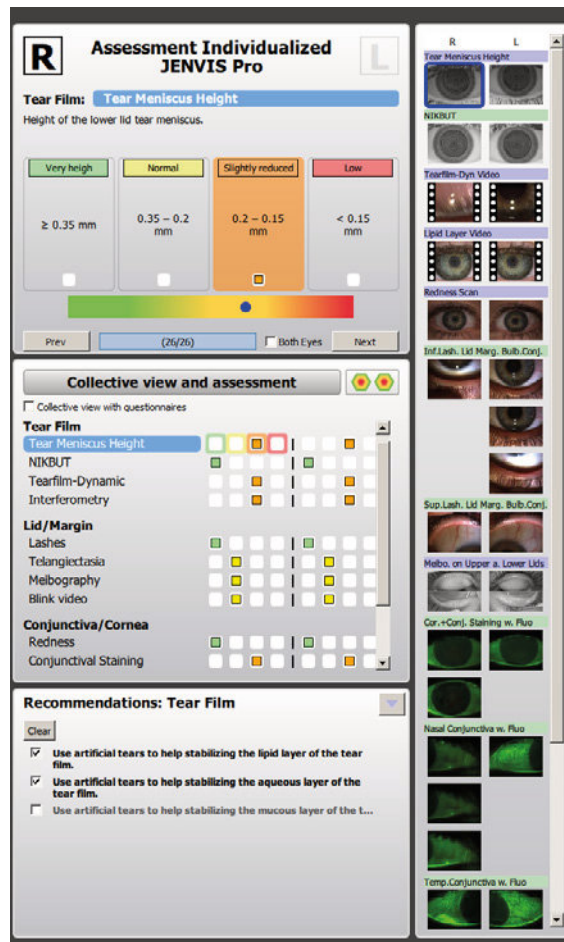 R
Assessment Individualized
JENVIS Pro
L
Tear Film: Tear Meniscus Height
Height of the lower lid tear meniscus.
Very heigh
Normal
Slightly reduced
Low
≥ 0.35 mm
0.35 – 0.2
mm
0.2 – 0.15
mm
< 0.15
mm
Prev
(26/26)
Both Eyes
Next
Collective view and assessment
Collective view with questionnaires
Tear Film
Tear Meniscus Height
NIKBUT
Tearfilm-Dynamic
Interferometry
Lid/Margin
Lashes
Telangiectasia
Meibography
Blink video
Conjunctiva/Cornea
Redness
Conjunctival Staining
Recommendations: Tear Film
Clear
Use artificial tears to help stabilizing the lipid layer of the tear
film.
Use artificial tears to help stabilizing the aqueous layer of the
tear film.
Use artificial tears to help stabilizing the mucous layer of the t...
R L
Tear Meniscus Height
NIKBUT
Tearfilm-Dyn Video
Lipid Layer Video
Redness Scan
Inf.Lash. Lid Marg. Bulb.Conj.
Sup.Lash. Lid Marg. Bulb.Conj.
Meibo. on Upper a. Lower Lids
Cor.+Conj. Staining w. Fluo
Nasal Conjunctiva w. Fluo
Temp.Conjunctiva w. Fluo